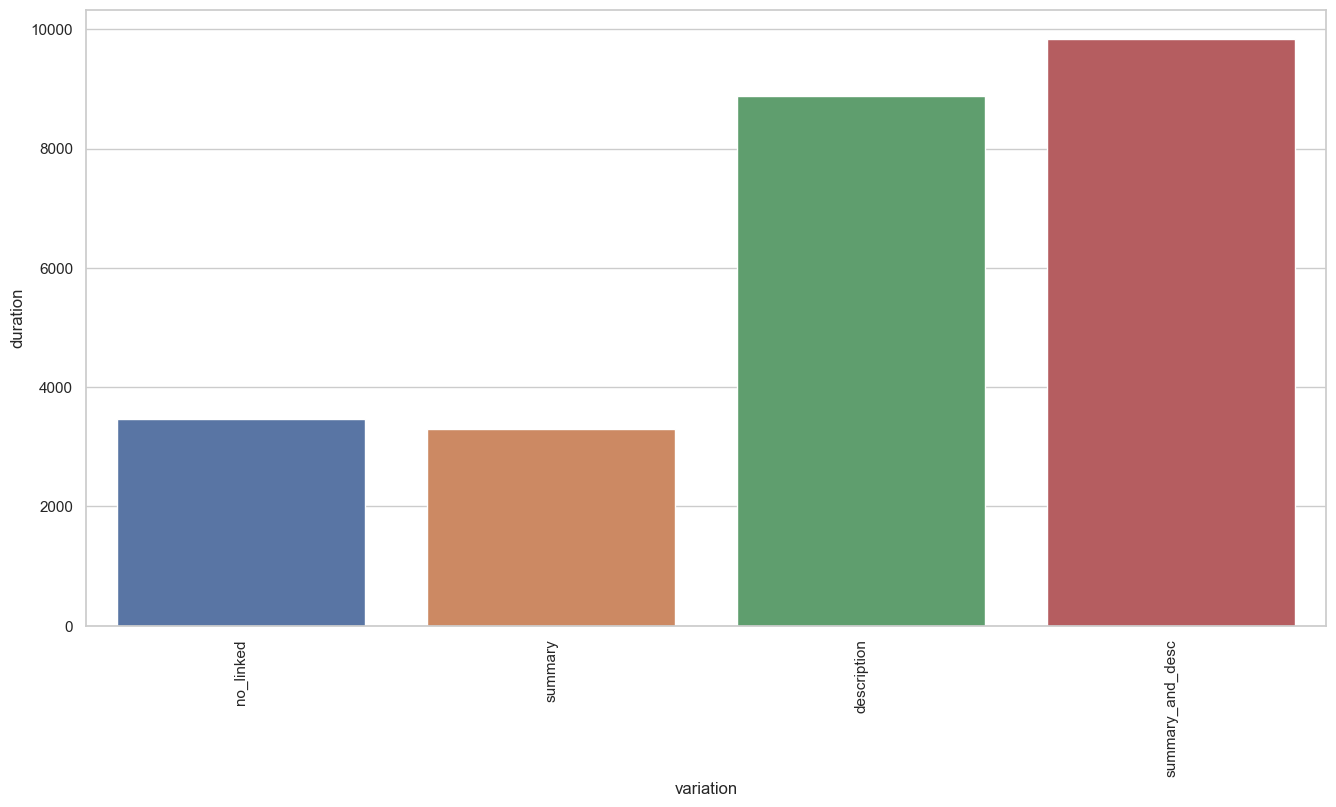 10000
8000
6000
4000
2000
0
duration
no_linked
summary
description
summary_and_desc
variation